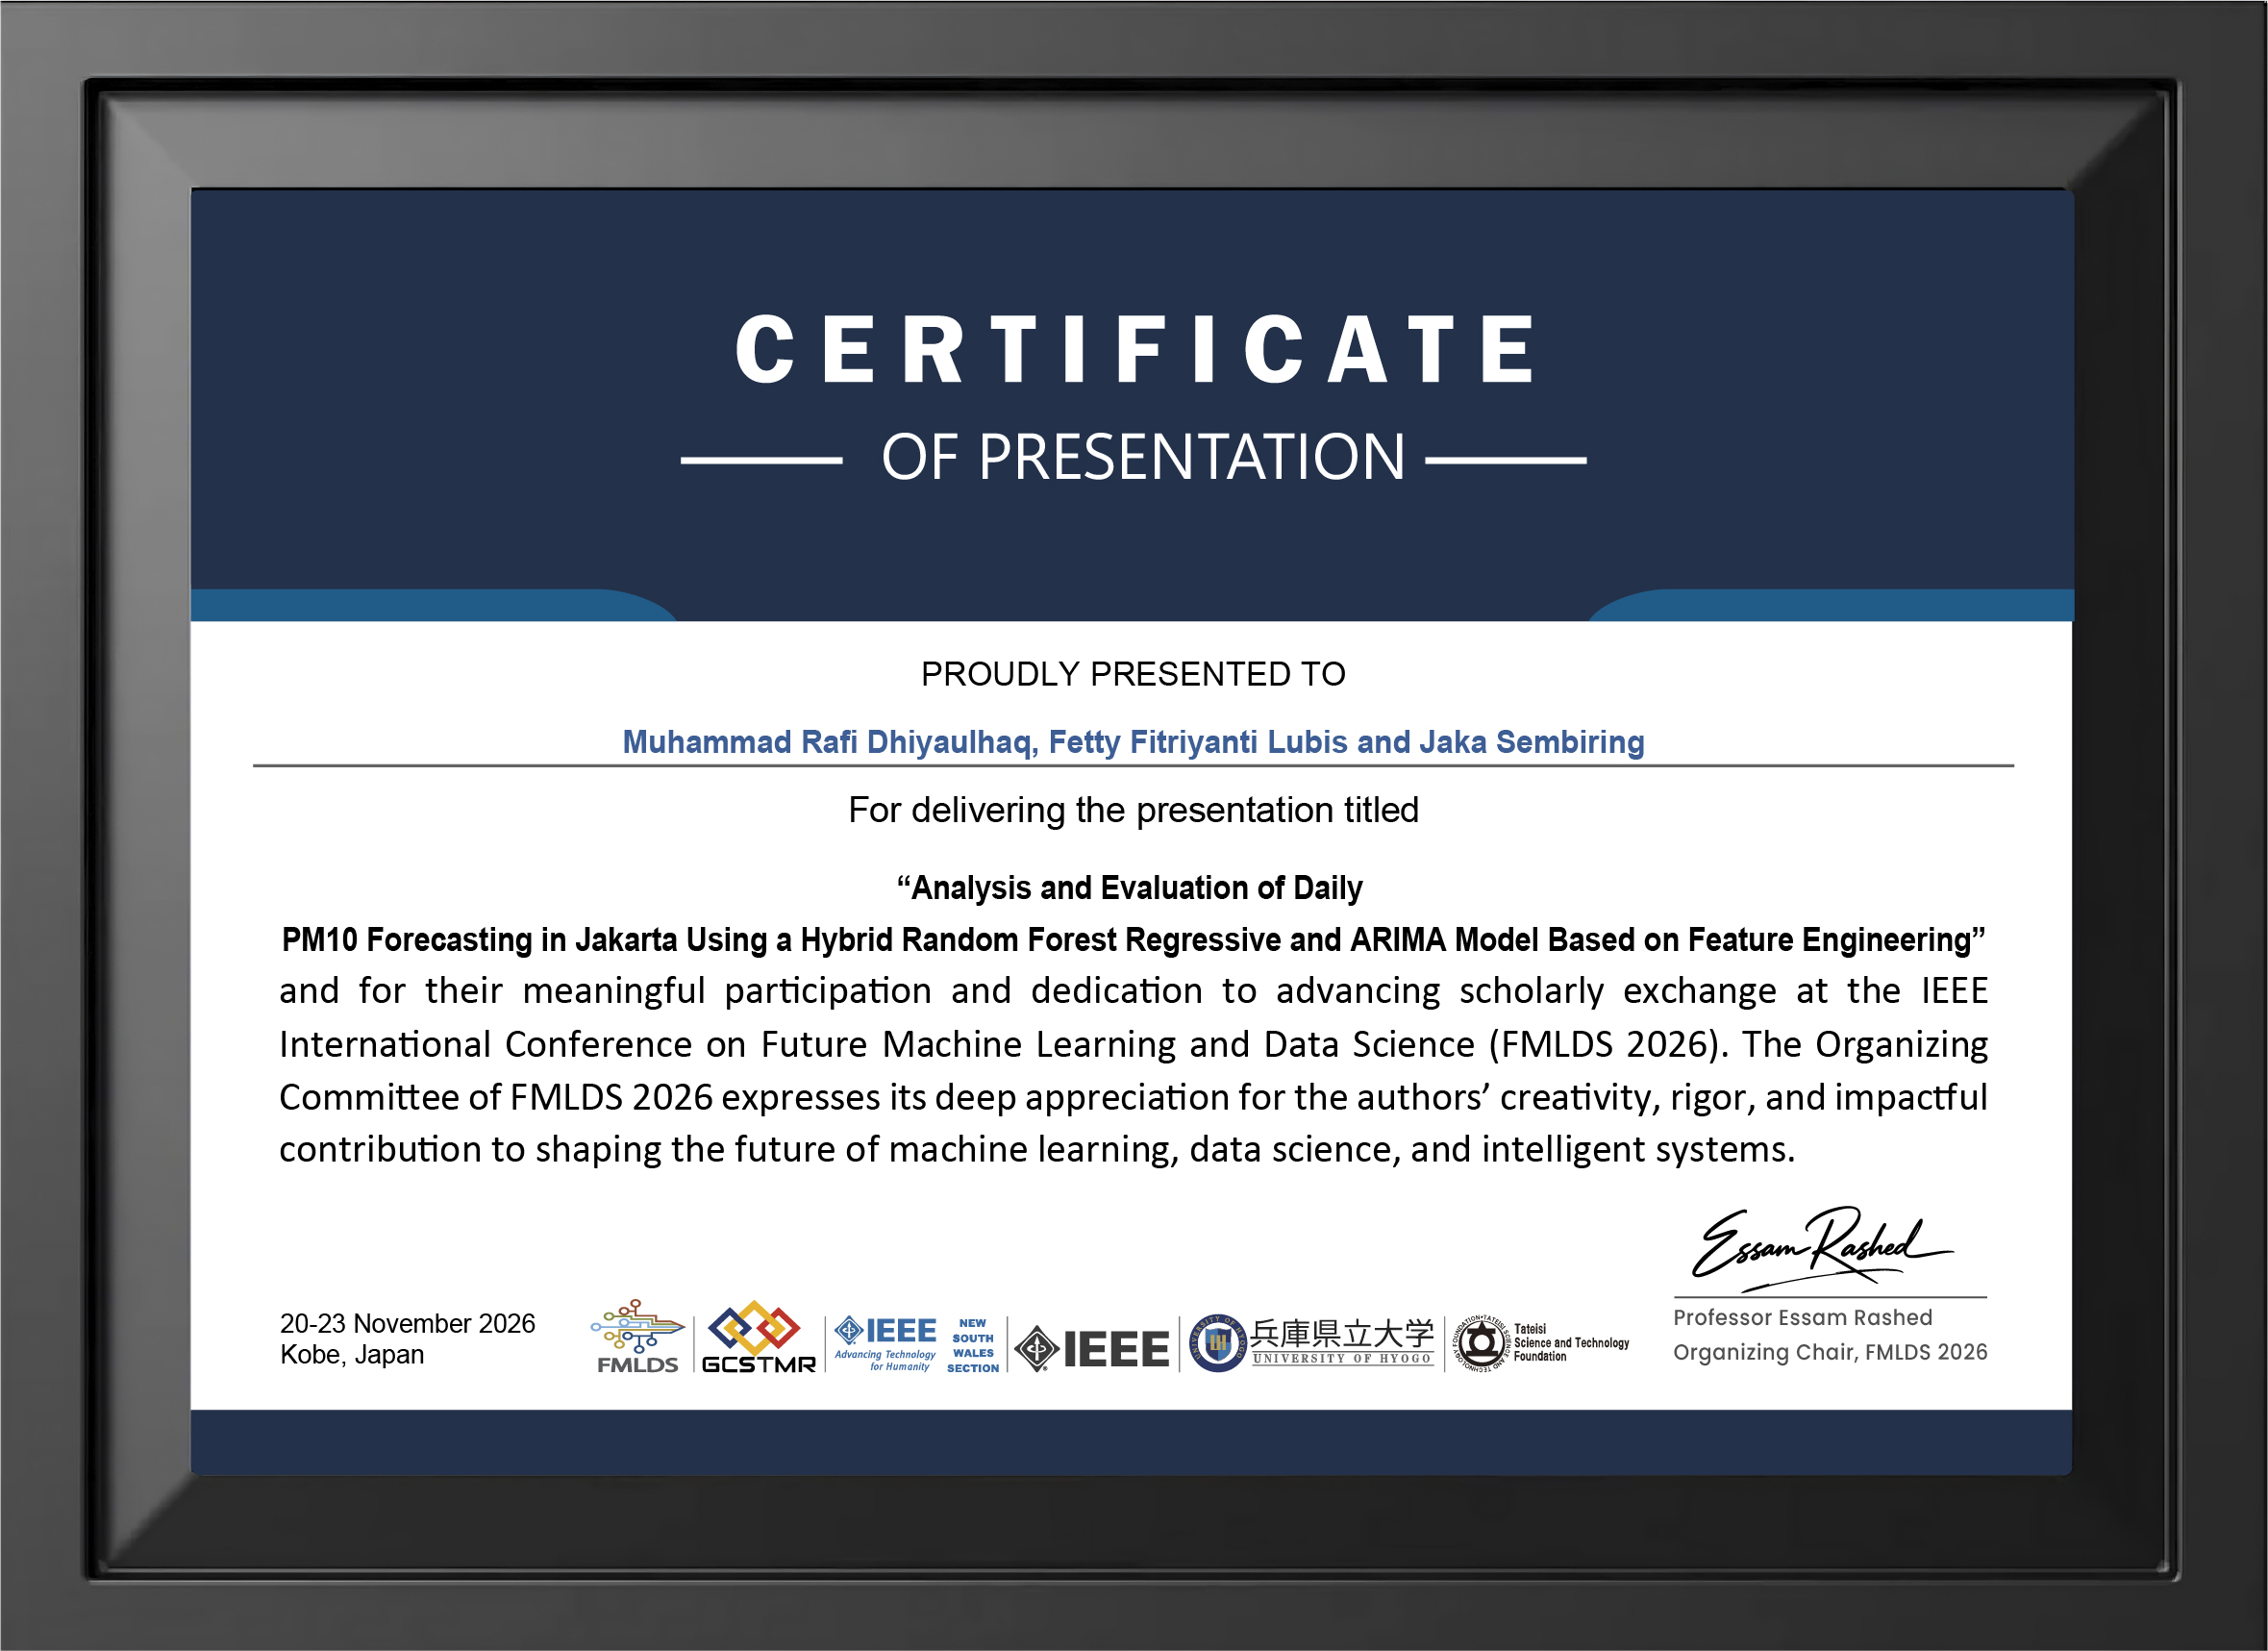 CERTIFICATE
OF PRESENTATION
PROUDLY PRESENTED TO
Muhammad Rafi Dhiyaulhaq, Fetty Fitriyanti Lubis and Jaka Sembiring
For delivering the presentation titled
“Analysis and Evaluation of Daily
PM10 Forecasting in Jakarta Using a Hybrid Random Forest Regressive and ARIMA Model Based on Feature Engineering”
and for their meaningful participation and dedication to advancing scholarly exchange at the IEEE
International Conference on Future Machine Learning and Data Science (FMLDS 2026). The Organizing
Committee of FMLDS 2026 expresses its deep appreciation for the authors’ creativity, rigor, and impactful
contribution to shaping the future of machine learning, data science, and intelligent systems.
Essam Rashed
Professor Essam Rashed
Organizing Chair, FMLDS 2026
20-23 November 2026
Kobe, Japan
FMLDS
GCSTMR
IEEE
Advancing Technology
for Humanity
NEW
SOUTH
WALES
SECTION
IEEE
UNIVERSITY OF HYOGO
兵庫県立大学
UNIVERSITY OF HYOGO
Tateisi
Science and Technology
Foundation